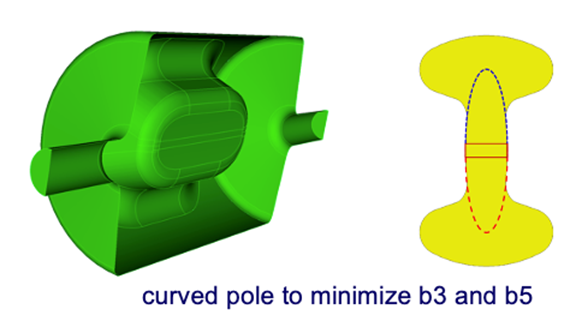 curved pole to minimize b3 and b5